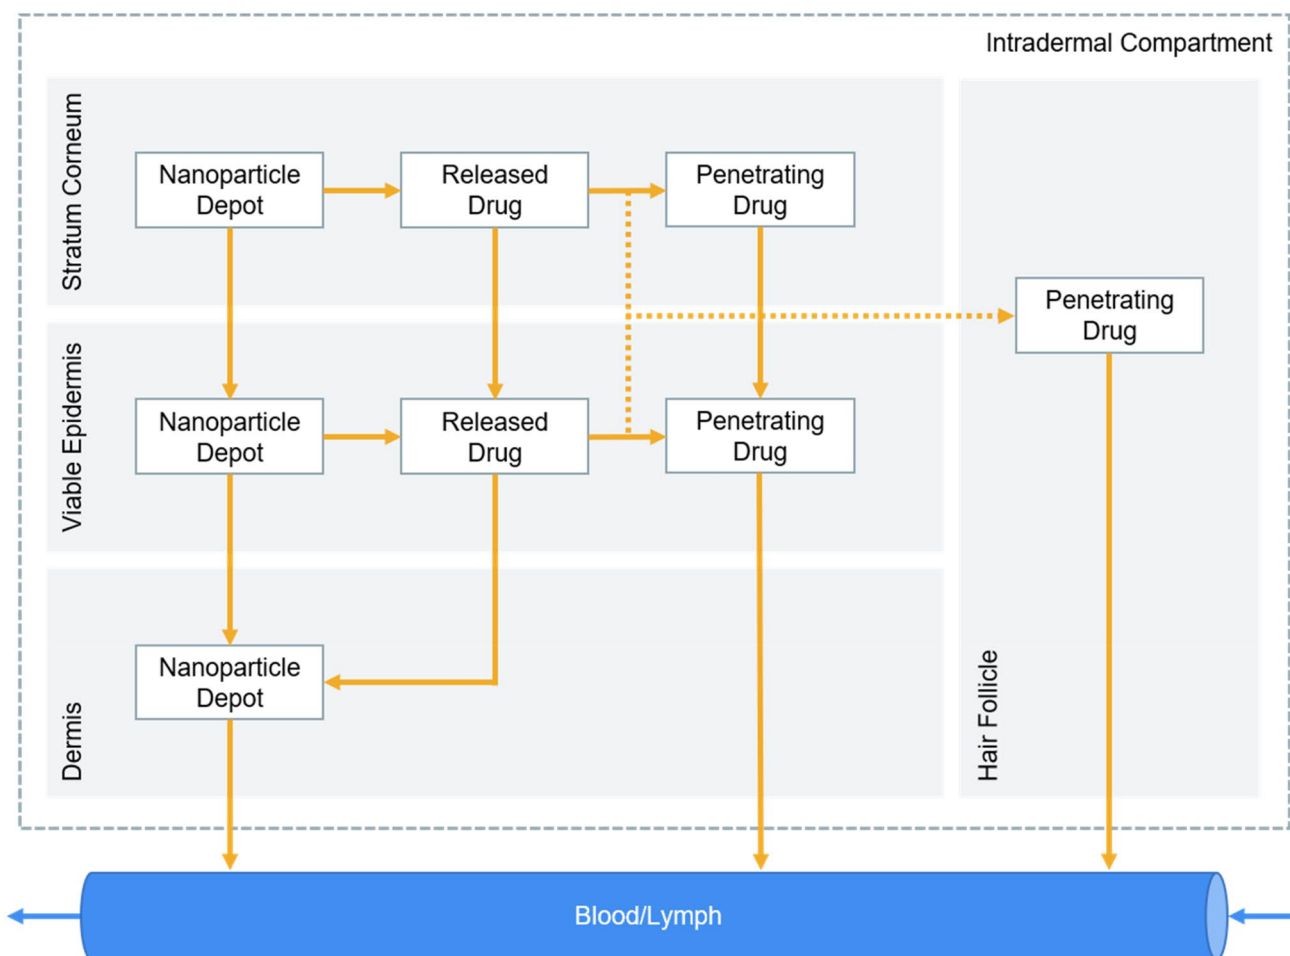 Intradermal Compartment
Stratum Corneum
Nanoparticle
Depot
Released
Drug
Penetrating
Drug
Penetrating
Drug
Viable Epidermis
Nanoparticle
Depot
Released
Drug
Penetrating
Drug
Dermis
Nanoparticle
Depot
Hair Follicle
Blood/Lymph